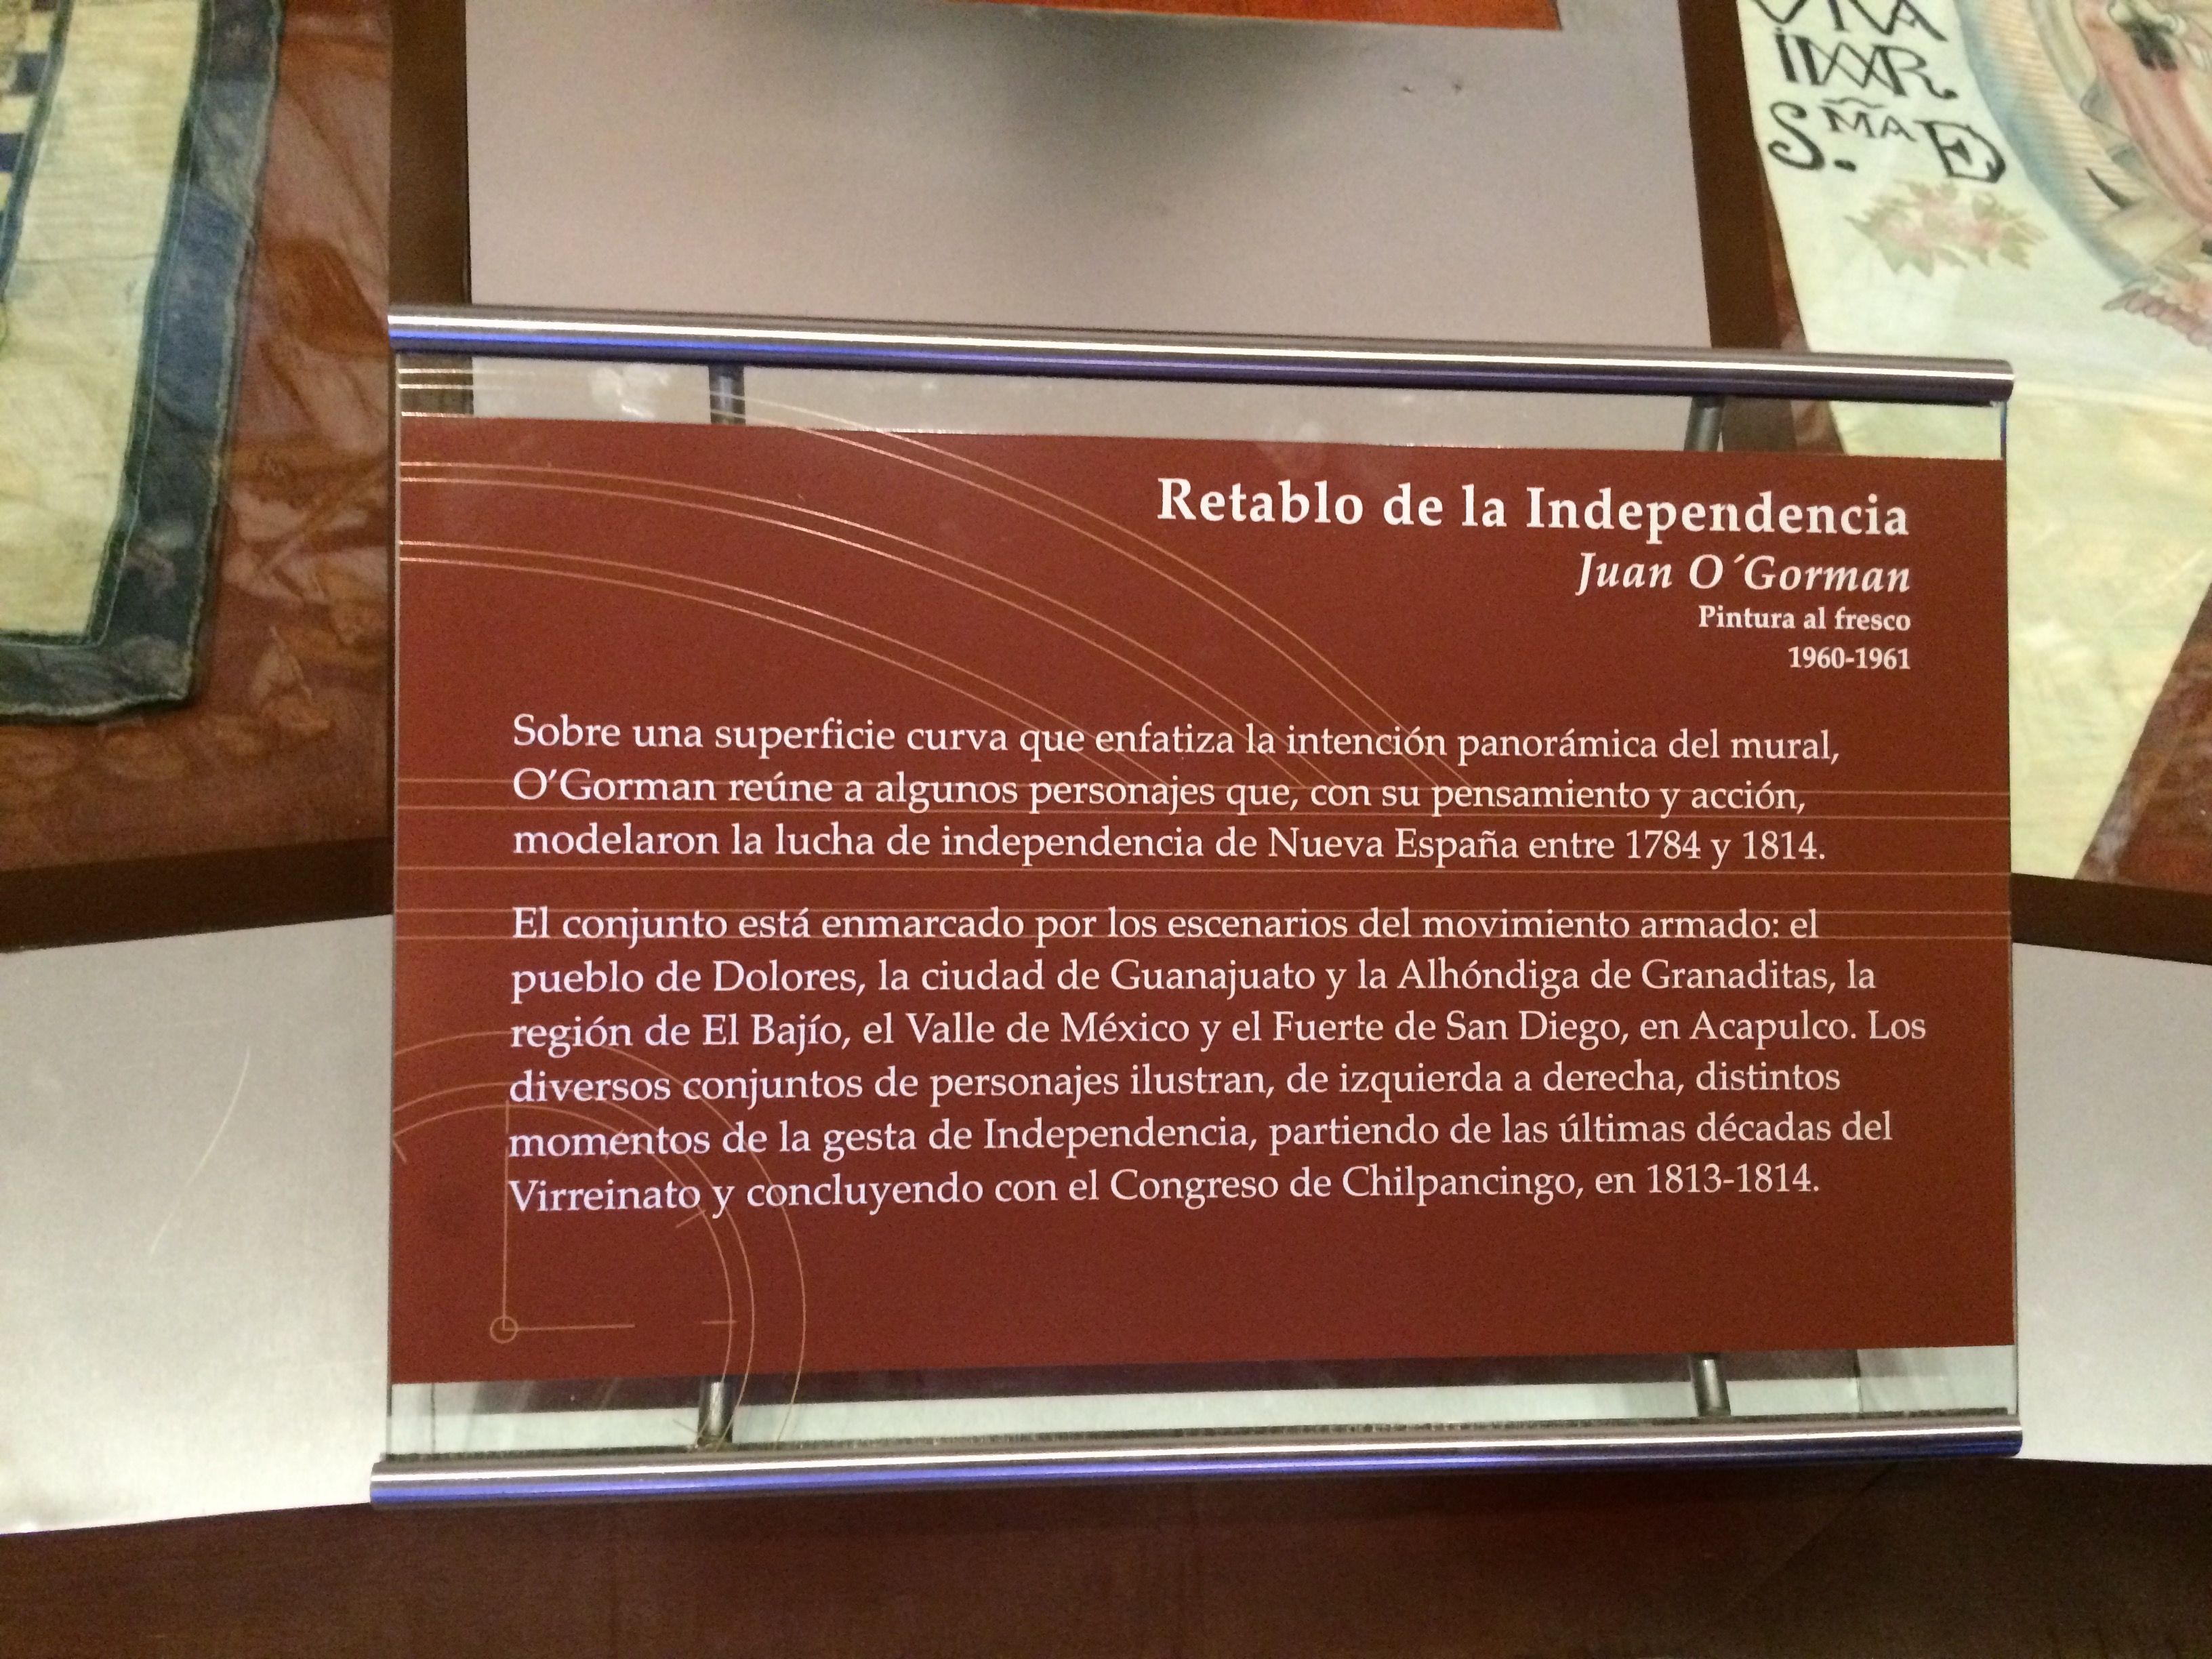 VIVA
S. MA E
Retablo de la Independencia
Juan O´Gorman
Pintura al fresco
1960-1961
Sobre una superficie curva que enfatiza la intención panorámica del mural,
O’Gorman reúne a algunos personajes que, con su pensamiento y acción,
modelaron la lucha de independencia de Nueva España entre 1784 y 1814.
El conjunto está enmarcado por los escenarios del movimiento armado: el
pueblo de Dolores, la ciudad de Guanajuato y la Alhóndiga de Granaditas, la
región de El Bajío, el Valle de México y el Fuerte de San Diego, en Acapulco. Los
diversos conjuntos de personajes ilustran, de izquierda a derecha, distintos
momentos de la gesta de Independencia, partiendo de las últimas décadas del
Virreinato y concluyendo con el Congreso de Chilpancingo, en 1813-1814.